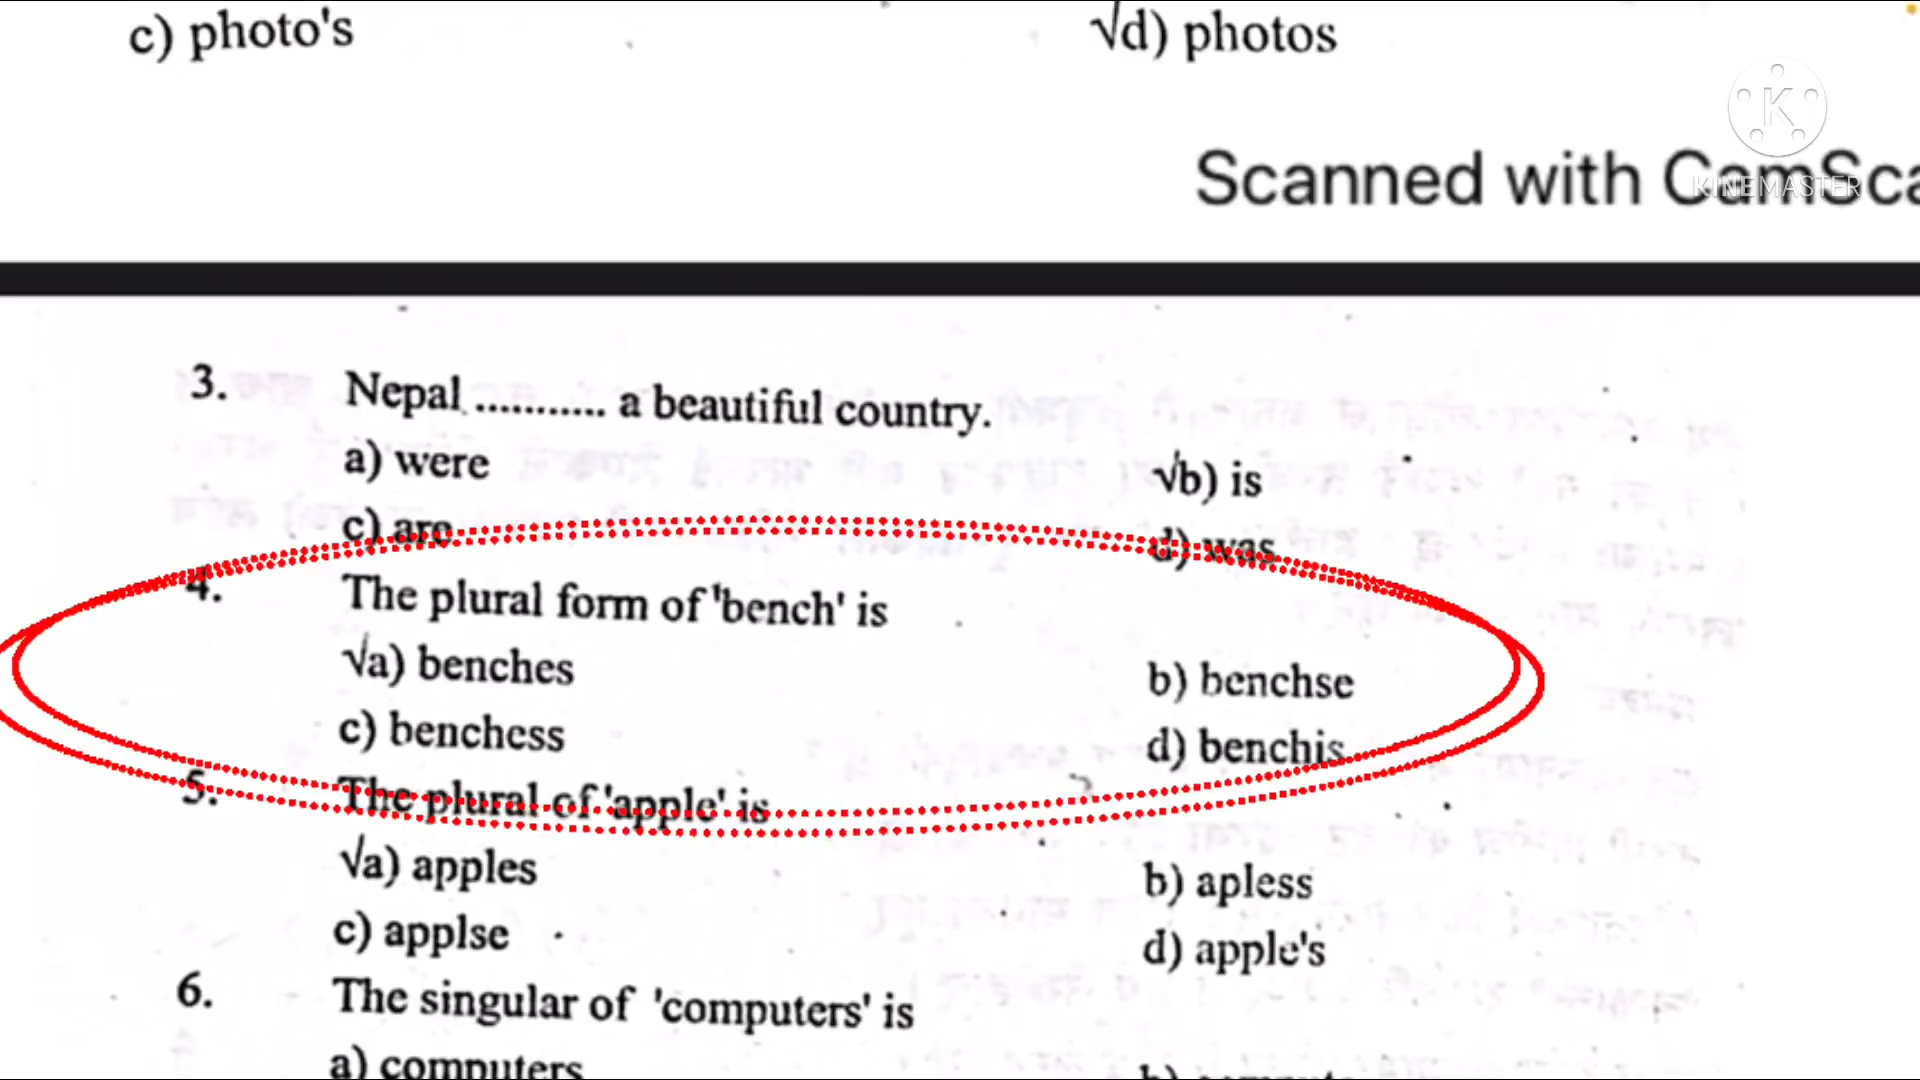 c) photo's √d) photos
K
KINEMASTER
Scanned with CamSca
3. Nepal ........... a beautiful country.
a) were √b) is
c) are d) was
4. The plural form of 'bench' is
√a) benches b) benchse
c) benchess d) benchis
5. The plural of 'apple' is
√a) apples b) apless
c) applse d) apple's
6. The singular of 'computers' is
a) computers b)